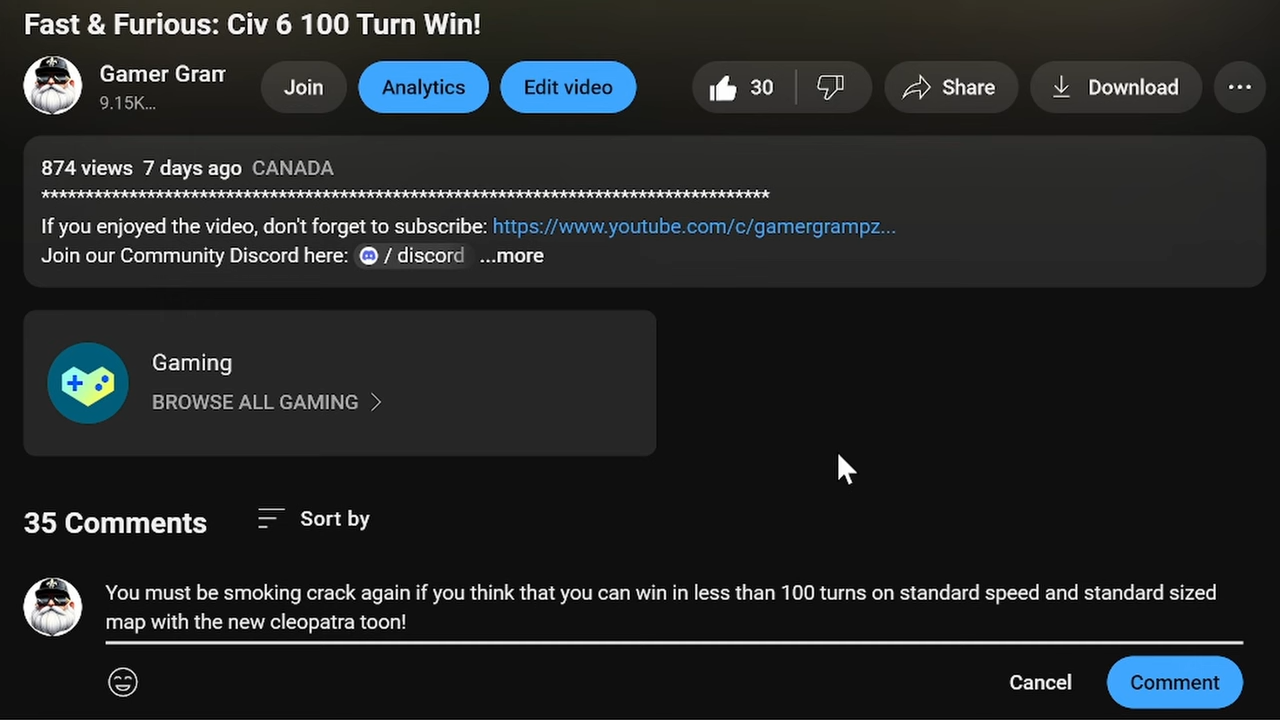 Fast & Furious: Civ 6 100 Turn Win!
Gamer Gram
9.15K...
Join
Analytics
Edit video
30
Share
Download
874 views 7 days ago CANADA
***********************************************************************************
If you enjoyed the video, don't forget to subscribe: https://www.youtube.com/c/gamergrampz...
Join our Community Discord here: / discord ...more
Gaming
BROWSE ALL GAMING
35 Comments
Sort by
You must be smoking crack again if you think that you can win in less than 100 turns on standard speed and standard sized
map with the new cleopatra toon!
Cancel
Comment